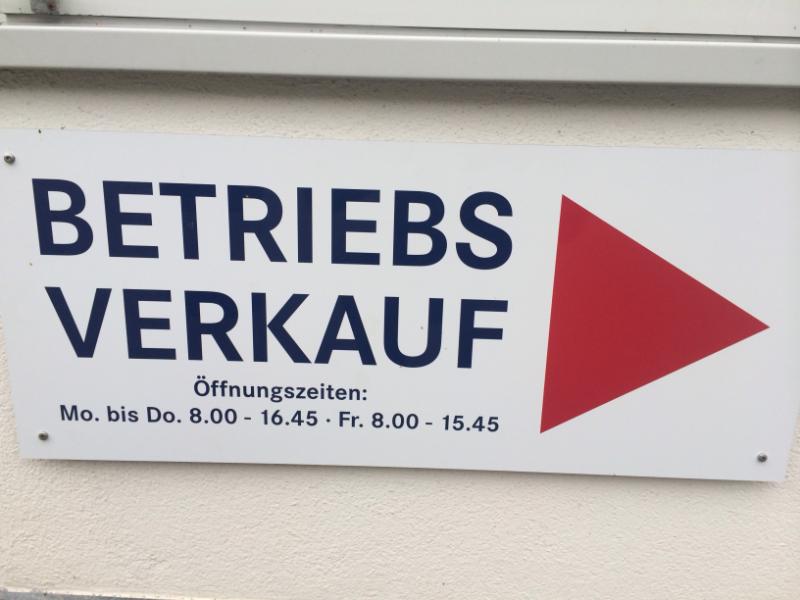 BETRIEBS
VERKAUF
Öffnungszeiten:
Mo. bis Do. 8.00 - 16.45 · Fr. 8.00 - 15.45